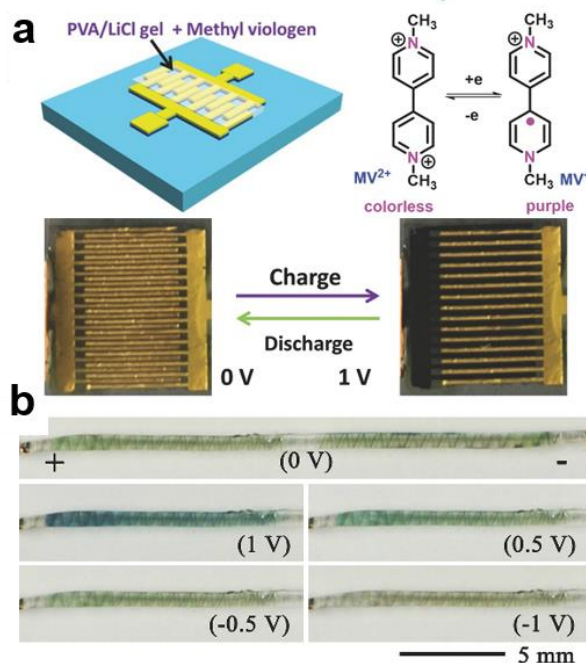 a
PVA/LiCl gel + Methyl viologen
CH₃
N
⊕
+e
-e
N
⊕
CH₃
MV²⁺
colorless
CH₃
⊕
N
N
CH₃
MV⁺
purple
Charge
Discharge
0 V
1 V
b
+
(0 V)
-
(1 V)
(0.5 V)
(-0.5 V)
(-1 V)
5 mm